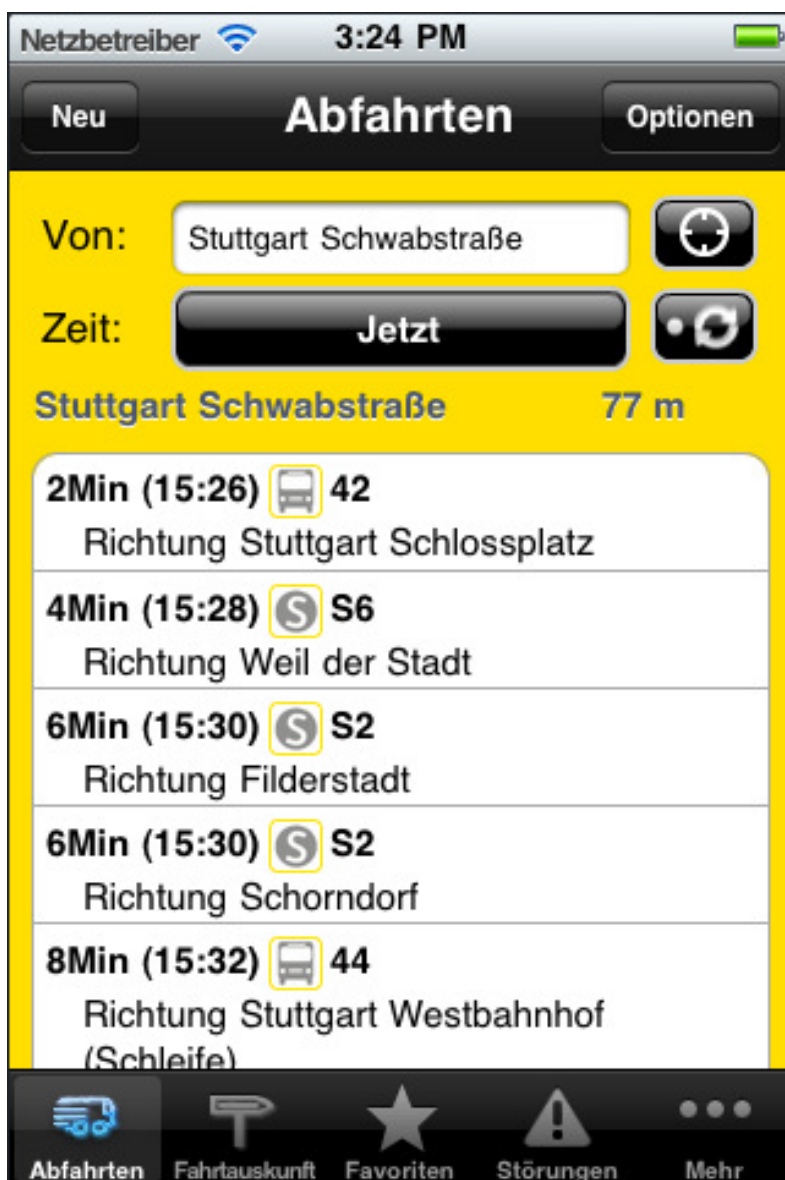 Netzbetreiber 3:24 PM
Neu Abfahrten Optionen
Von: Stuttgart Schwabstraße
Zeit: Jetzt
Stuttgart Schwabstraße 77 m
2Min (15:26) 42
Richtung Stuttgart Schlossplatz
4Min (15:28) S S6
Richtung Weil der Stadt
6Min (15:30) S S2
Richtung Filderstadt
6Min (15:30) S S2
Richtung Schorndorf
8Min (15:32) 44
Richtung Stuttgart Westbahnhof
(Schleife)
Abfahrten Fahrtauskunft Favoriten Störungen Mehr